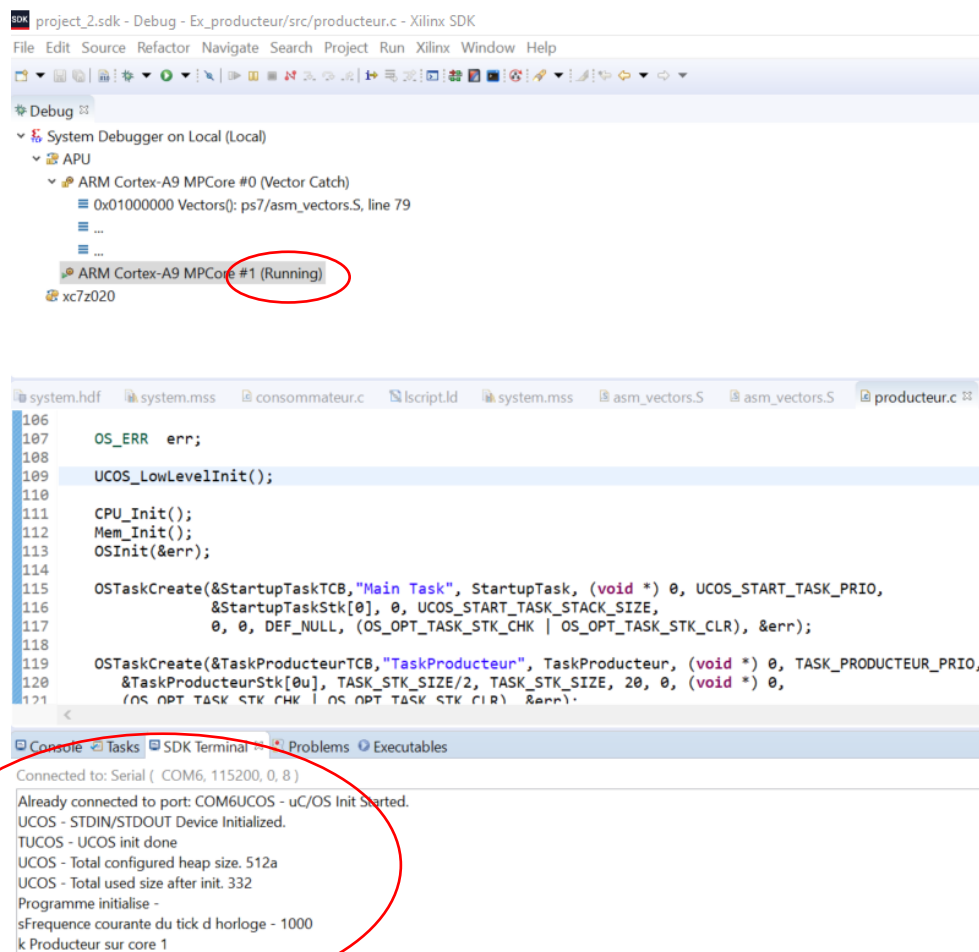 SDK project_2.sdk - Debug - Ex_producteur/src/producteur.c - Xilinx SDK
File Edit Source Refactor Navigate Search Project Run Xilinx Window Help
Debug
System Debugger on Local (Local)
APU
ARM Cortex-A9 MPCore #0 (Vector Catch)
0x01000000 Vectors(): ps7/asm_vectors.S, line 79
...
...
ARM Cortex-A9 MPCore #1 (Running)
xc7z020
system.hdf system.mss consommateur.c lscript.ld system.mss asm_vectors.S asm_vectors.S producteur.c
106
107 OS_ERR err;
108
109 UCOS_LowLevelInit();
110
111 CPU_Init();
112 Mem_Init();
113 OSInit(&err);
114
115 OSTaskCreate(&StartupTaskTCB,"Main Task", StartupTask, (void *) 0, UCOS_START_TASK_PRIO,
116 &StartupTaskStk[0], 0, UCOS_START_TASK_STACK_SIZE,
117 0, 0, DEF_NULL, (OS_OPT_TASK_STK_CHK | OS_OPT_TASK_STK_CLR), &err);
118
119 OSTaskCreate(&TaskProducteurTCB,"TaskProducteur", TaskProducteur, (void *) 0, TASK_PRODUCTEUR_PRIO,
120 &TaskProducteurStk[0u], TASK_STK_SIZE/2, TASK_STK_SIZE, 20, 0, (void *) 0,
121 (OS_OPT_TASK_STK_CHK | OS_OPT_TASK_STK_CLR), &err);
Console Tasks SDK Terminal Problems Executables
Connected to: Serial ( COM6, 115200, 0, 8 )
Already connected to port: COM6UCOS - uC/OS Init Started.
UCOS - STDIN/STDOUT Device Initialized.
TUCOS - UCOS init done
UCOS - Total configured heap size. 512a
UCOS - Total used size after init. 332
Programme initialise -
sFrequence courante du tick d horloge - 1000
k Producteur sur core 1